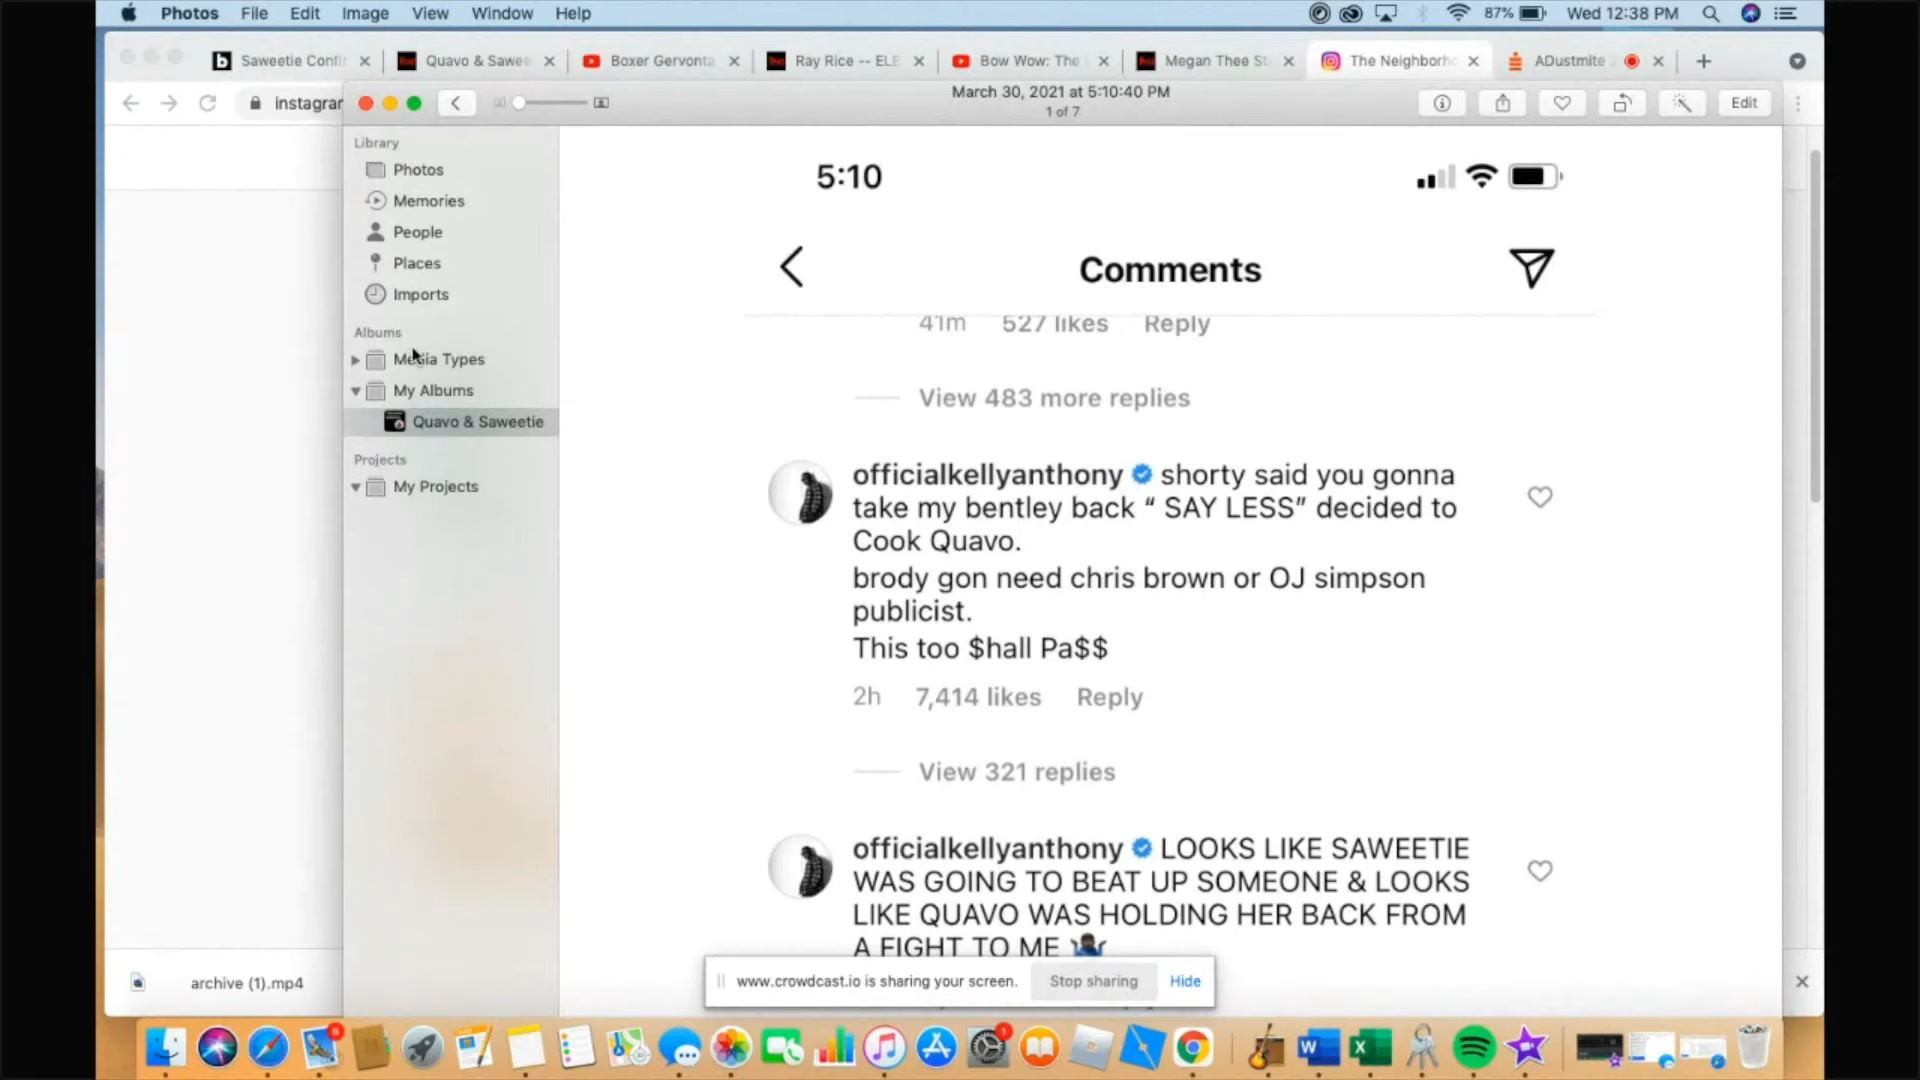 Photos File Edit Image View Window Help
87% Wed 12:38 PM
Saweetie Confi
Quavo & Sawe
Boxer Gervonta
Ray Rice -- ELE
Bow Wow: The
Megan Thee St
The Neighborho
ADustmite
instagra
March 30, 2021 at 5:10:40 PM
1 of 7
Edit
Library
Photos
Memories
People
Places
Imports
Albums
Media Types
My Albums
Quavo & Saweetie
Projects
My Projects
5:10
Comments
41m 527 likes Reply
View 483 more replies
officialkellyanthony shorty said you gonna
take my bentley back “ SAY LESS” decided to
Cook Quavo.
brody gon need chris brown or OJ simpson
publicist.
This too $hall Pa$$
2h 7,414 likes Reply
View 321 replies
officialkellyanthony LOOKS LIKE SAWEETIE
WAS GOING TO BEAT UP SOMEONE & LOOKS
LIKE QUAVO WAS HOLDING HER BACK FROM
A FIGHT TO ME
www.crowdcast.io is sharing your screen. Stop sharing Hide
archive (1).mp4